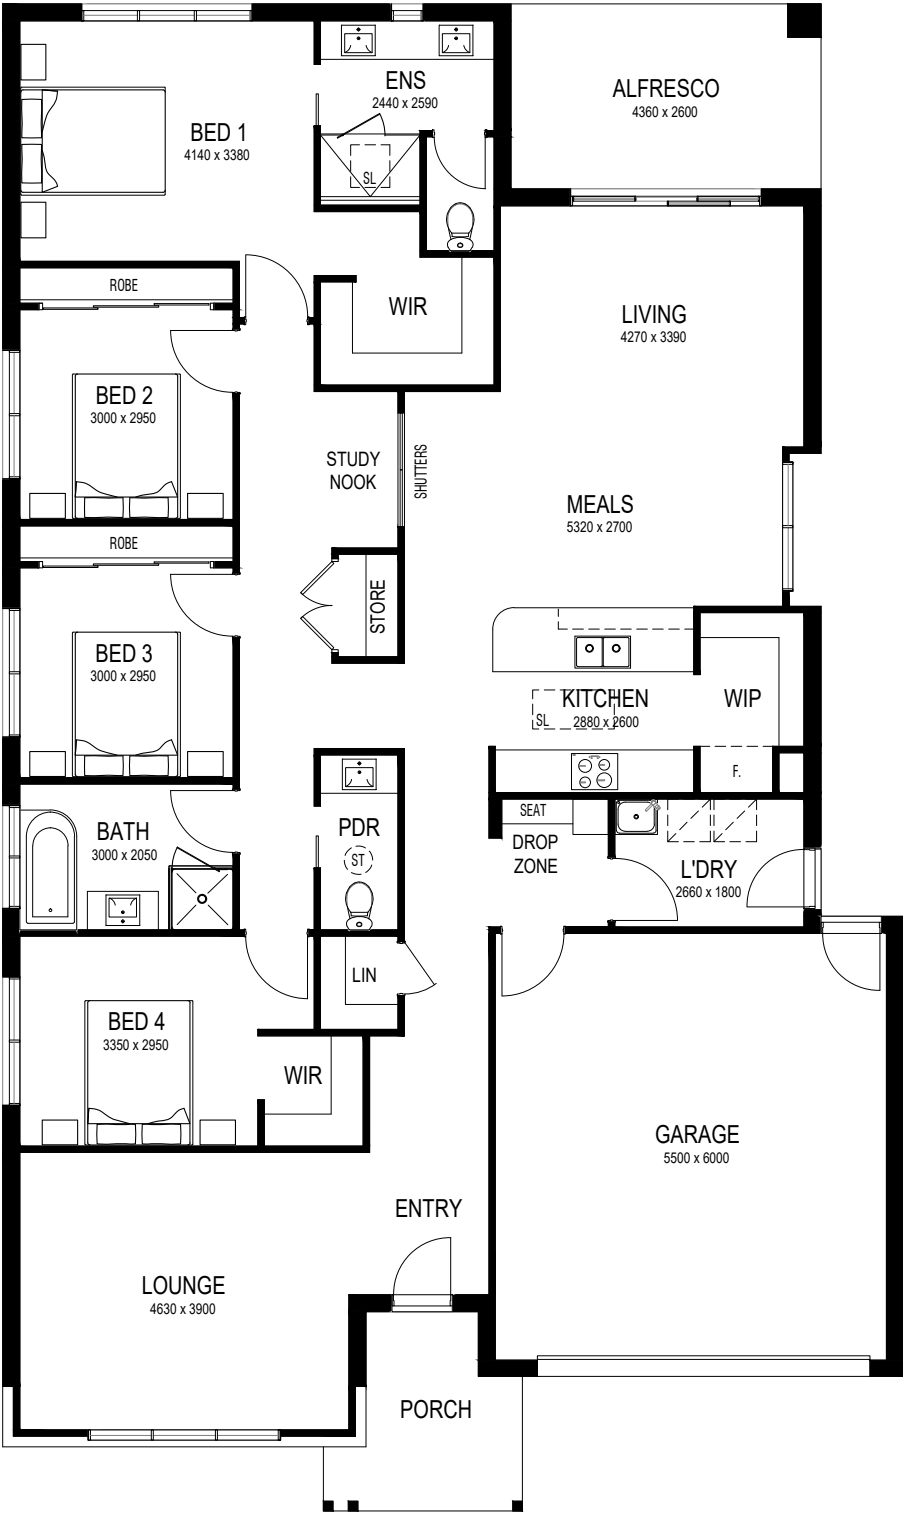 ENS
2440 x 2590
ALFRESCO
4360 x 2600
BED 1
4140 x 3380
SL
ROBE
WIR
LIVING
4270 x 3390
BED 2
3000 x 2950
STUDY
NOOK
SHUTTERS
MEALS
5320 x 2700
ROBE
STORE
BED 3
3000 x 2950
KITCHEN
2880 x 2600
SL
WIP
F.
BATH
3000 x 2050
PDR
ST
SEAT
DROP
ZONE
L'DRY
2660 x 1800
LIN
BED 4
3350 x 2950
WIR
GARAGE
5500 x 6000
ENTRY
LOUNGE
4630 x 3900
PORCH